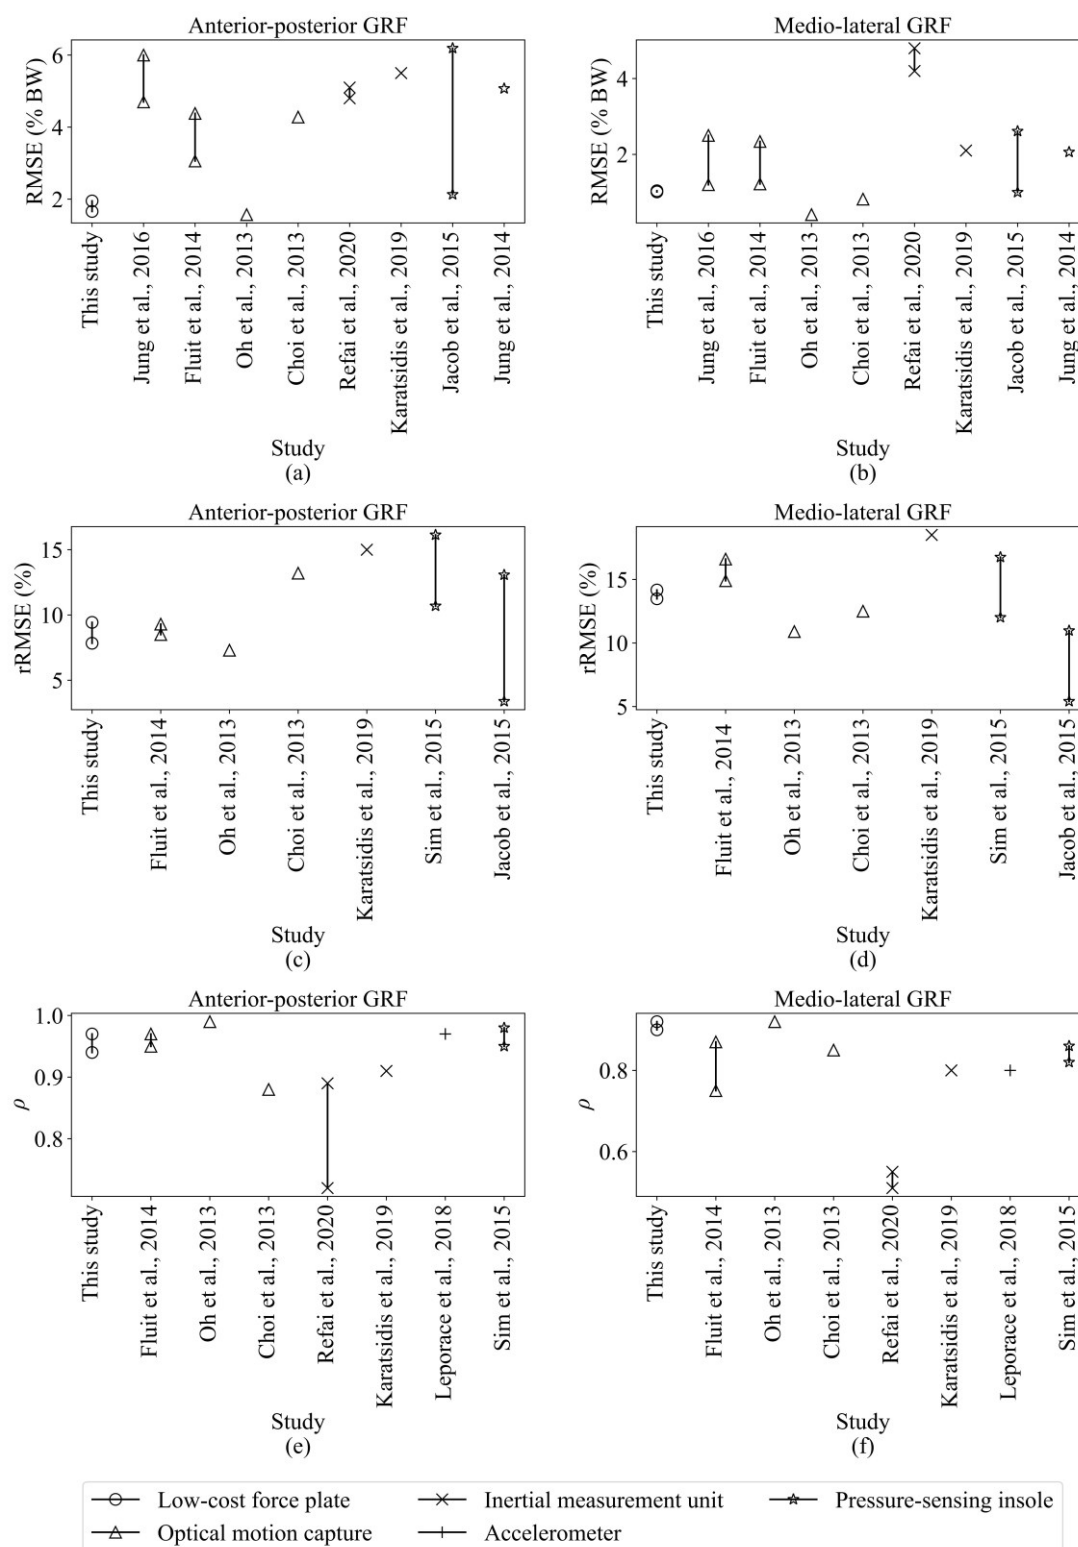 Anterior-posterior GRF
RMSE (% BW)
6
4
2
This study
Jung et al., 2016
Fluit et al., 2014
Oh et al., 2013
Choi et al., 2013
Refai et al., 2020
Karatsidis et al., 2019
Jacob et al., 2015
Jung et al., 2014
Study
(a)
Medio-lateral GRF
RMSE (% BW)
4
2
This study
Jung et al., 2016
Fluit et al., 2014
Oh et al., 2013
Choi et al., 2013
Refai et al., 2020
Karatsidis et al., 2019
Jacob et al., 2015
Jung et al., 2014
Study
(b)
Anterior-posterior GRF
rRMSE (%)
15
10
5
This study
Fluit et al., 2014
Oh et al., 2013
Choi et al., 2013
Karatsidis et al., 2019
Sim et al., 2015
Jacob et al., 2015
Study
(c)
Medio-lateral GRF
rRMSE (%)
15
10
5
This study
Fluit et al., 2014
Oh et al., 2013
Choi et al., 2013
Karatsidis et al., 2019
Sim et al., 2015
Jacob et al., 2015
Study
(d)
Anterior-posterior GRF
ρ
1.0
0.9
0.8
This study
Fluit et al., 2014
Oh et al., 2013
Choi et al., 2013
Refai et al., 2020
Karatsidis et al., 2019
Leporace et al., 2018
Sim et al., 2015
Study
(e)
Medio-lateral GRF
ρ
0.8
0.6
This study
Fluit et al., 2014
Oh et al., 2013
Choi et al., 2013
Refai et al., 2020
Karatsidis et al., 2019
Leporace et al., 2018
Sim et al., 2015
Study
(f)
Low-cost force plate
Inertial measurement unit
Pressure-sensing insole
Optical motion capture
Accelerometer